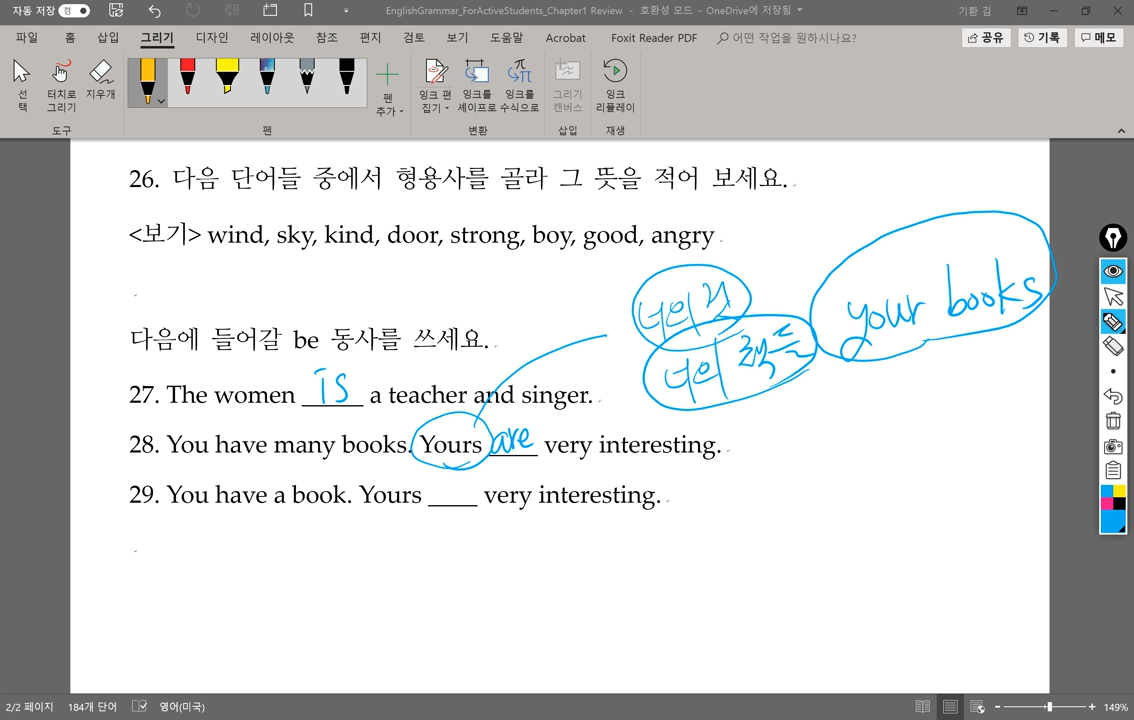 자동 저장 켬 EnglishGrammar_ForActiveStudents_Chapter1 Review - 호환성 모드 - OneDrive에 저장됨 기환 김
파일 홈 삽입 그리기 디자인 레이아웃 참조 편지 검토 보기 도움말 Acrobat Foxit Reader PDF 어떤 작업을 원하시나요? 공유 기록 메모
선택 터치로 그리기 지우개 펜 추가 잉크 편집기 잉크를 셰이프로 잉크를 수식으로 그리기 캔버스 잉크 리플레이
도구 펜 변환 삽입 재생
26. 다음 단어들 중에서 형용사를 골라 그 뜻을 적어 보세요.
<보기> wind, sky, kind, door, strong, boy, good, angry
your books
너의 것
너의 책들
다음에 들어갈 be 동사를 쓰세요.
27. The women is a teacher and singer.
28. You have many books. Yours are very interesting.
29. You have a book. Yours ____ very interesting.
2/2 페이지 184개 단어 영어(미국) 149%